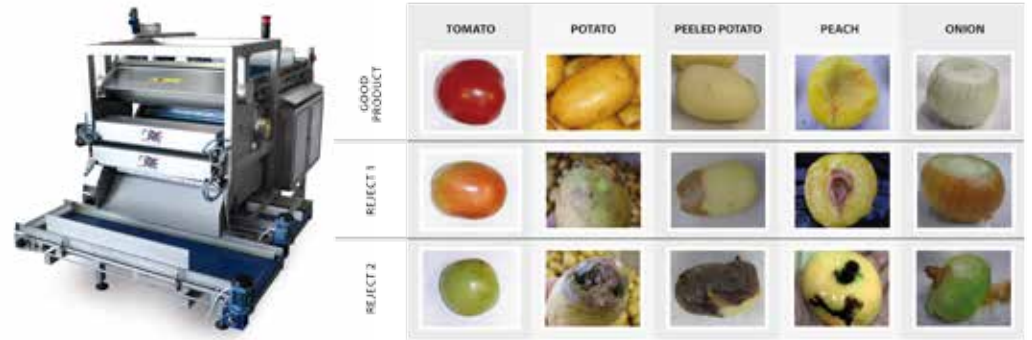 TOMATO
POTATO
PEELED POTATO
PEACH
ONION
GOOD
PRODUCT
REJECT 1
REJECT 2